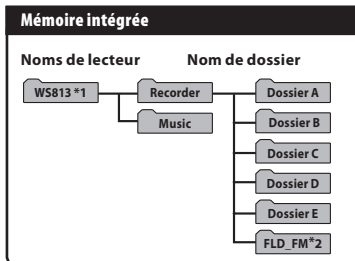 Mémoire intégrée
Noms de lecteur Nom de dossier
WS813 *1 Recorder Dossier A
Music Dossier B
Dossier C
Dossier D
Dossier E
FLD_FM*2